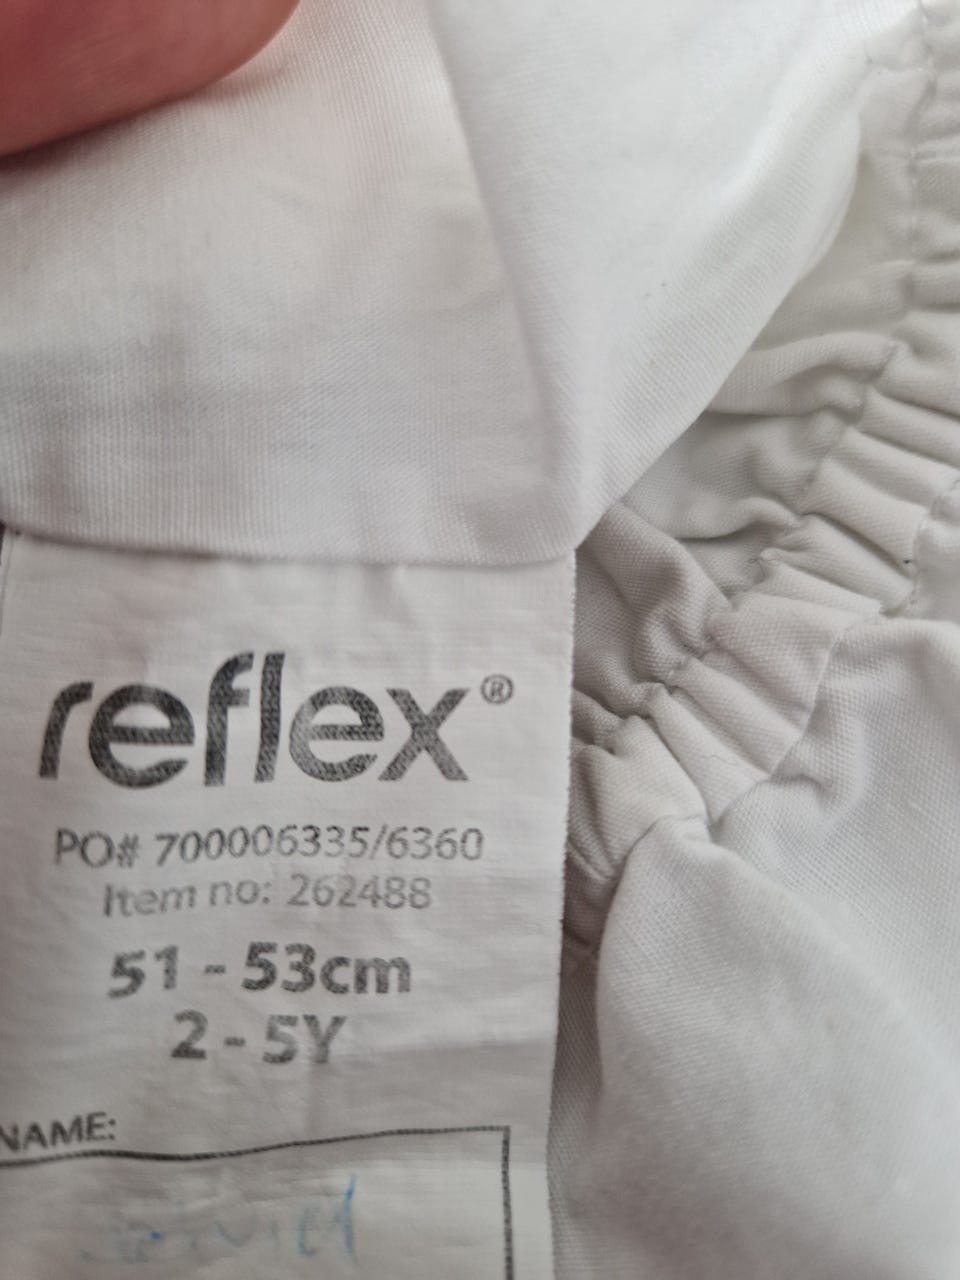 reflex®
PO# 700006335/6360
Item no: 262488
51 - 53cm
2 - 5Y
NAME: